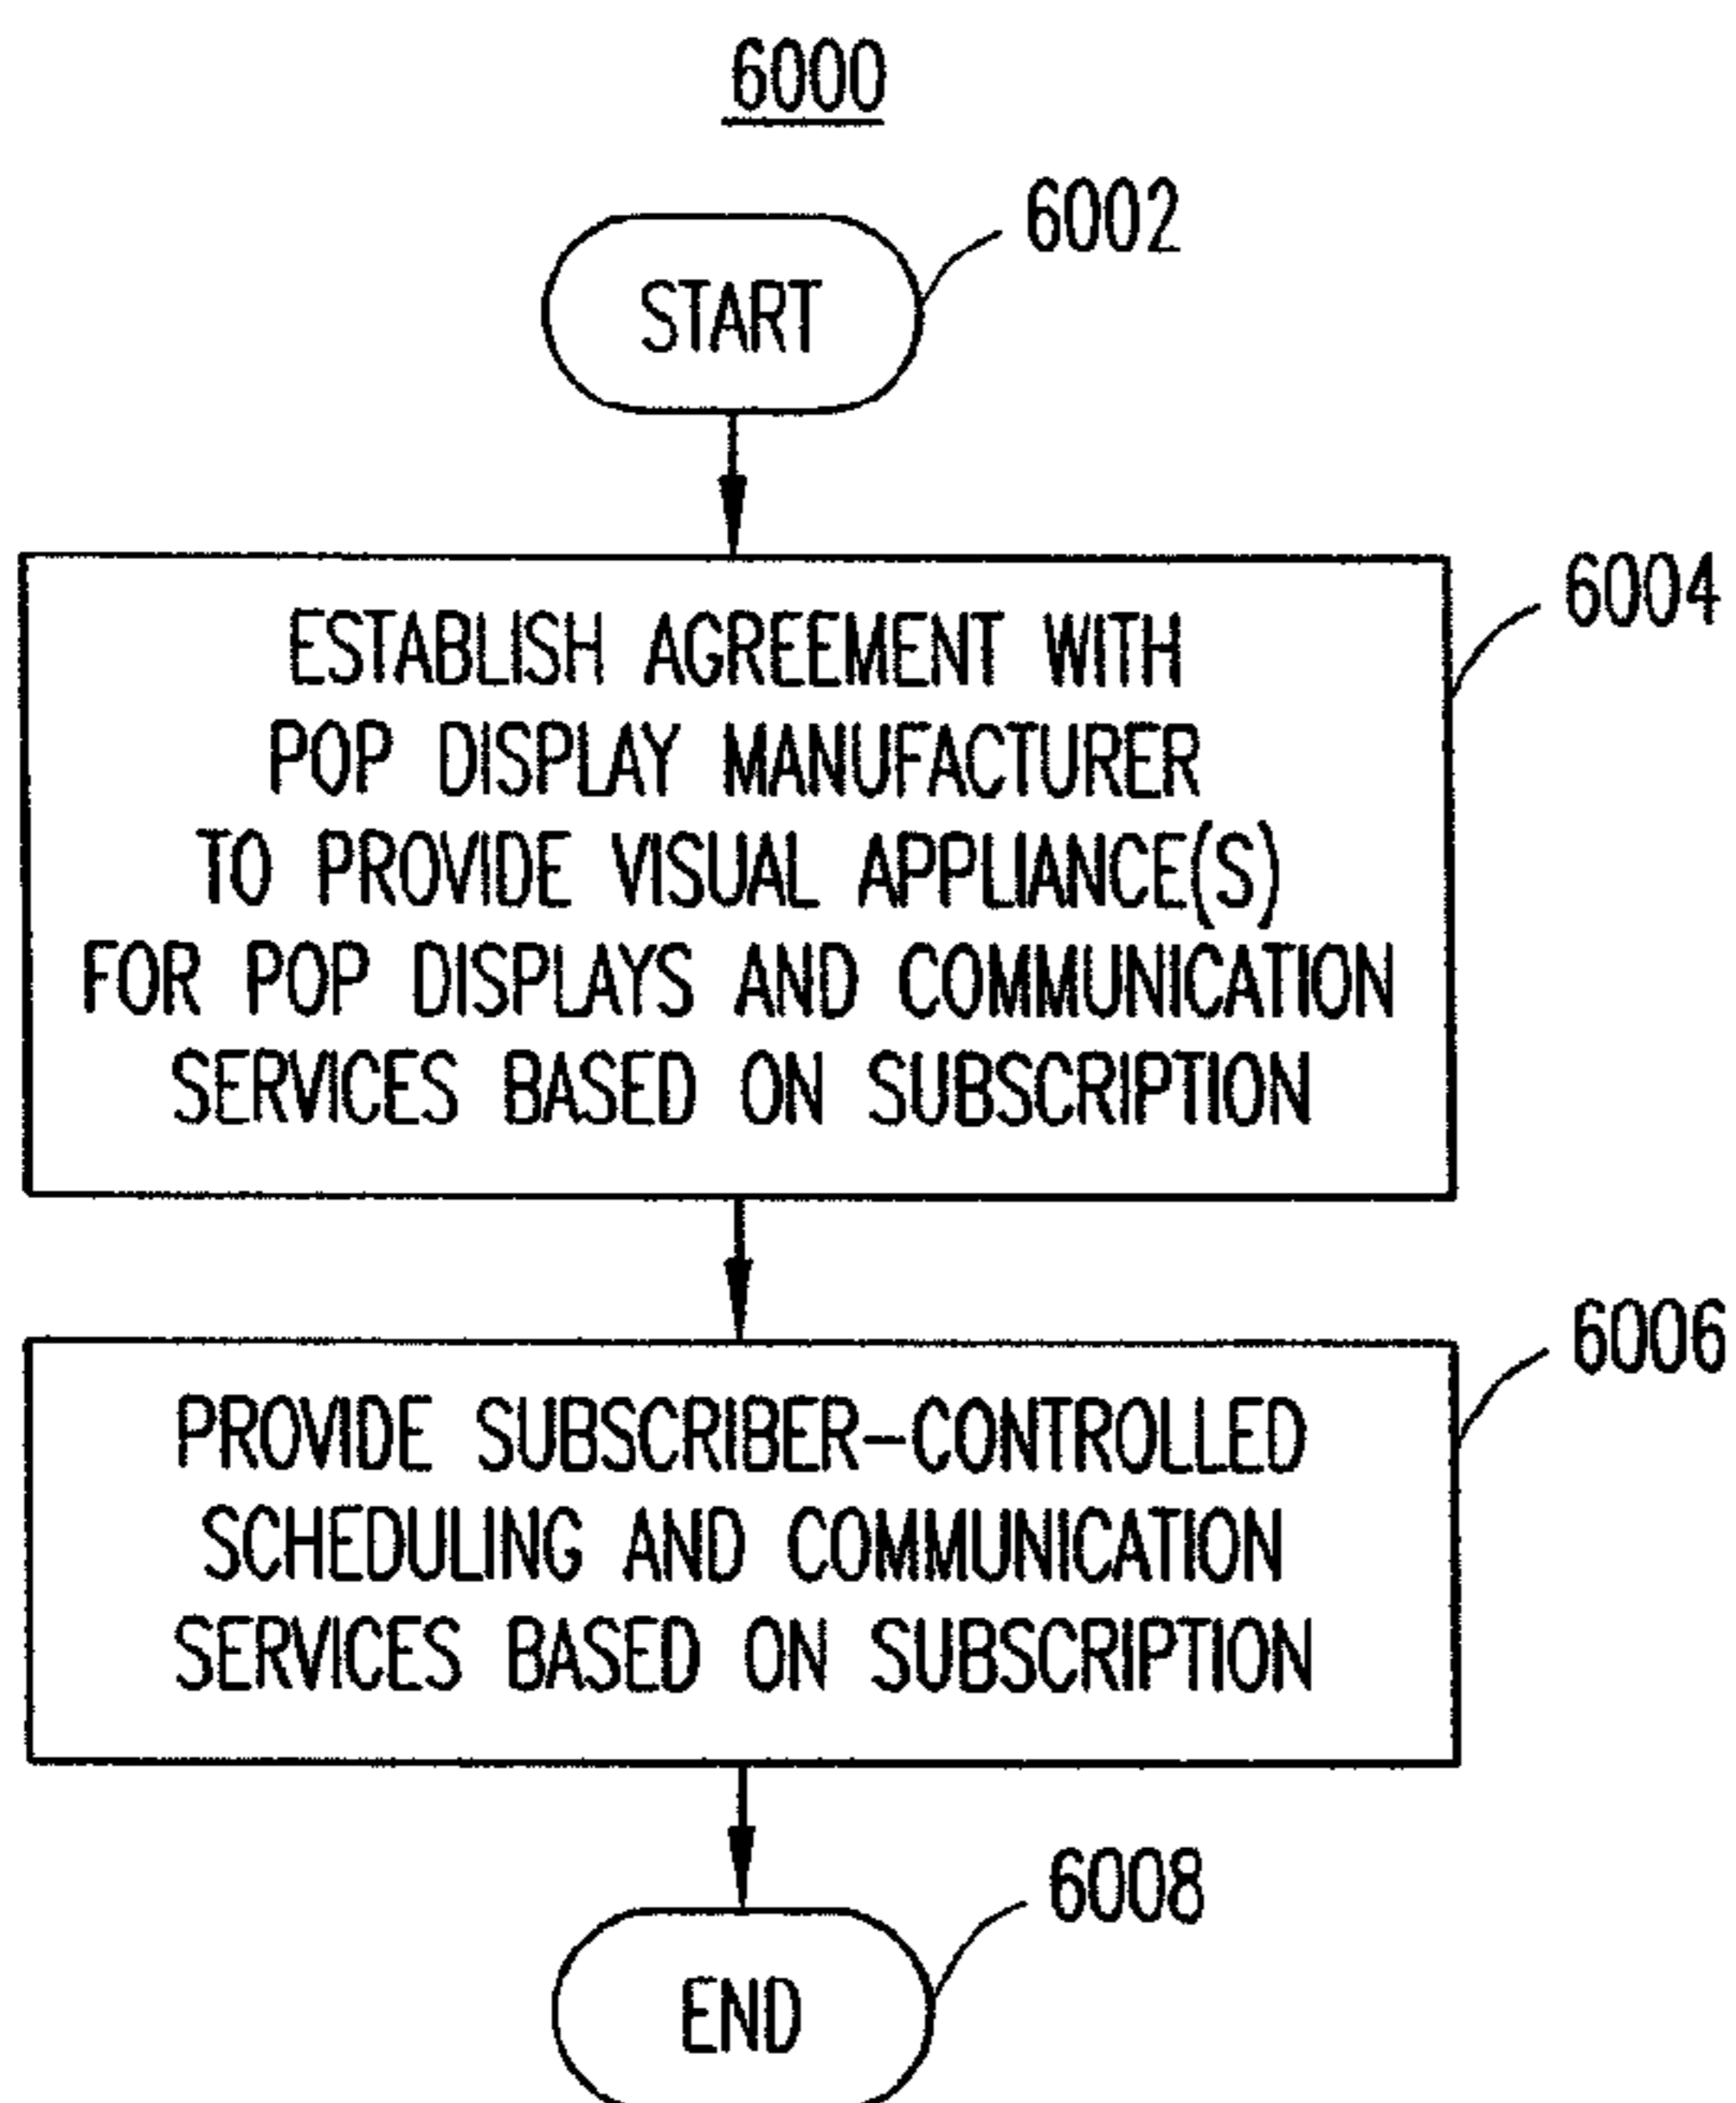 6000
6002
START
6004
ESTABLISH AGREEMENT WITH
POP DISPLAY MANUFACTURER
TO PROVIDE VISUAL APPLIANCE(S)
FOR POP DISPLAYS AND COMMUNICATION
SERVICES BASED ON SUBSCRIPTION
6006
PROVIDE SUBSCRIBER-CONTROLLED
SCHEDULING AND COMMUNICATION
SERVICES BASED ON SUBSCRIPTION
6008
END